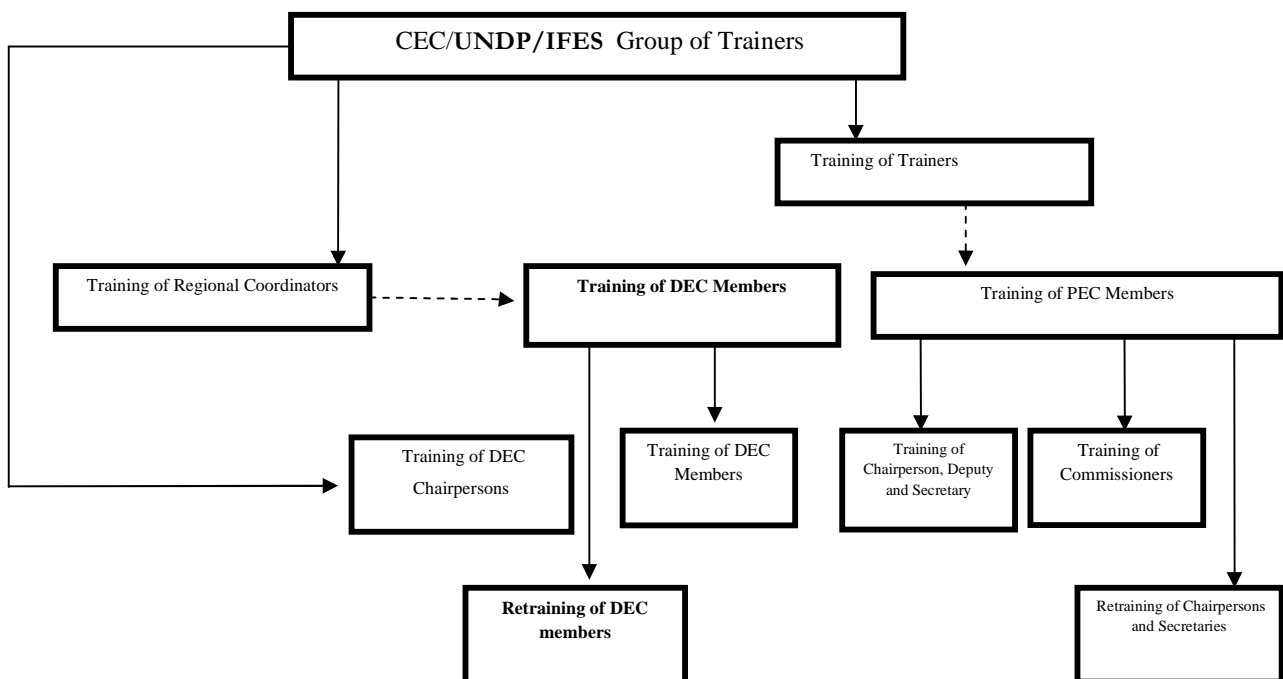 CEC/UNDP/IFES Group of Trainers
Training of Trainers
Training of Regional Coordinators
Training of DEC Members
Training of PEC Members
Training of DEC
Chairpersons
Training of DEC
Members
Training of
Chairperson, Deputy
and Secretary
Training of
Commissioners
Retraining of DEC
members
Retraining of Chairpersons
and Secretaries